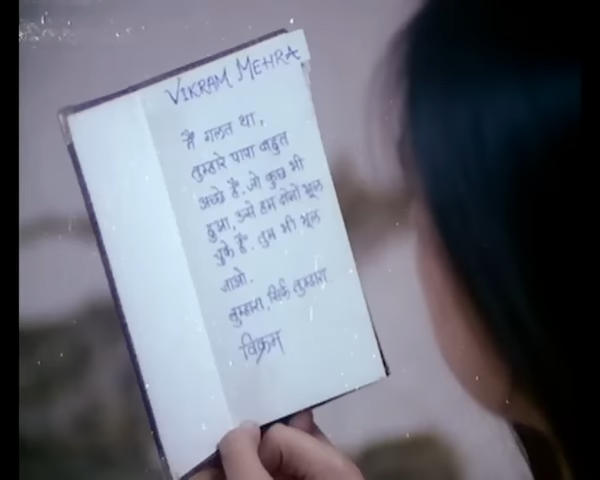 VIKRAM MEHRA
मैं गलत था,
तुम्हारे पापा बहुत
अच्छे हैं. जो कुछ भी
हुआ, उसे हम दोनों भूल
चुके हैं. तुम भी भूल
जाओ.
तुम्हारा, सिर्फ तुम्हारा
विक्रम